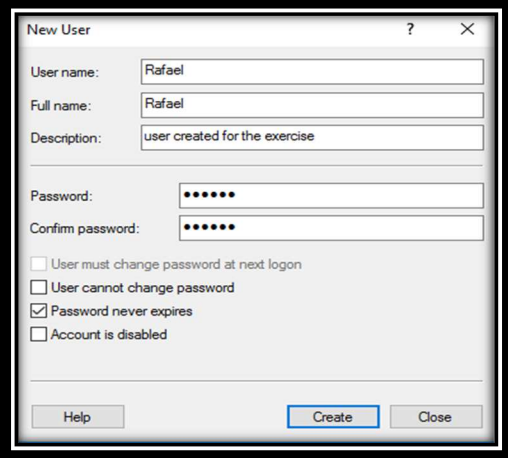 New User ? ×
User name: Rafael
Full name: Rafael
Description: user created for the exercise
Password: ●●●●●●
Confirm password: ●●●●●●
User must change password at next logon
User cannot change password
Password never expires
Account is disabled
Help Create Close